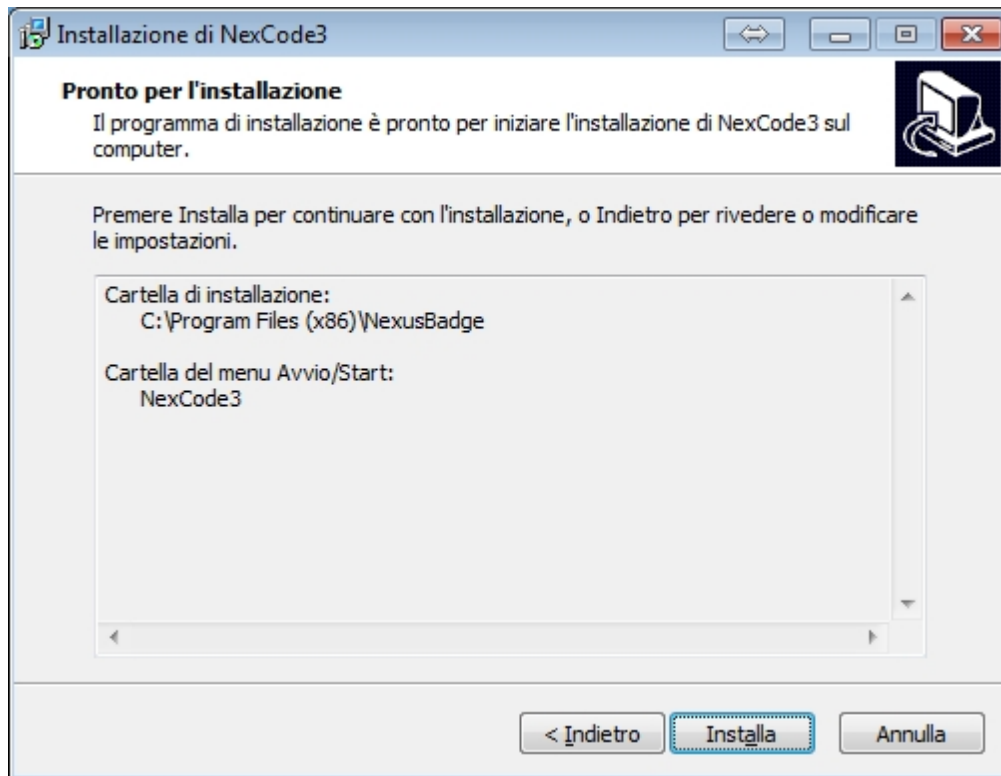 Installazione di NexCode3
Pronto per l'installazione
Il programma di installazione è pronto per iniziare l'installazione di NexCode3 sul
computer.
Premere Installa per continuare con l'installazione, o Indietro per rivedere o modificare
le impostazioni.
Cartella di installazione:
C:\Program Files (x86)\NexusBadge
Cartella del menu Avvio/Start:
NexCode3
< Indietro
Installa
Annulla